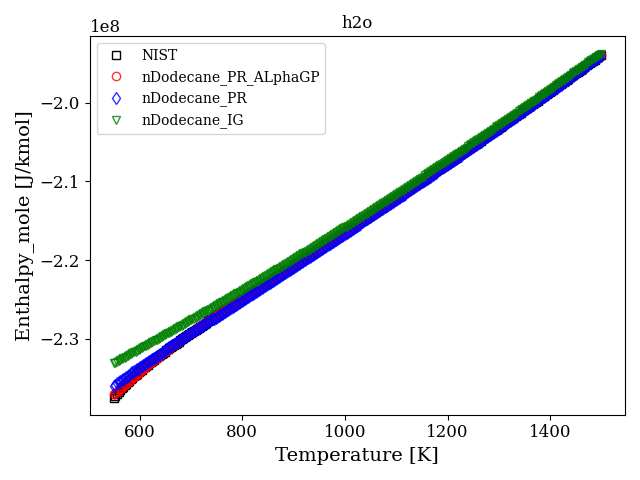 h2o
1e8
NIST
nDodecane_PR_ALphaGP
nDodecane_PR
nDodecane_IG
−2.0
−2.1
−2.2
−2.3
Enthalpy_mole [J/kmol]
600 800 1000 1200 1400
Temperature [K]